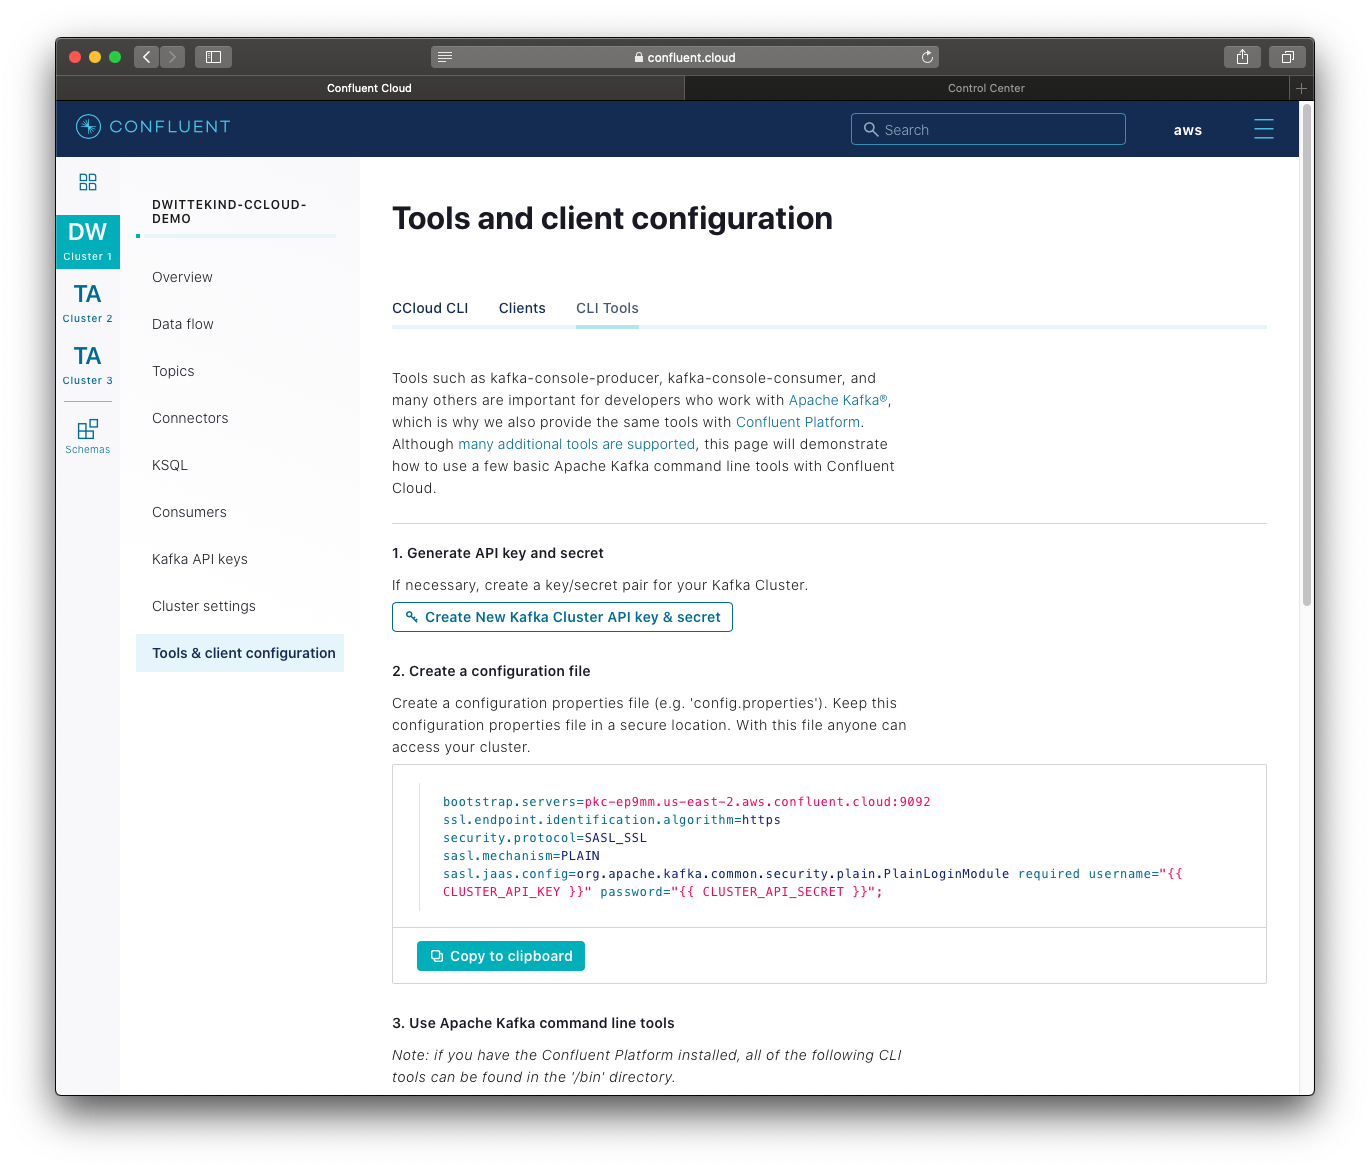 confluent.cloud
Confluent Cloud
Control Center
CONFLUENT
Search
aws
DW
Cluster 1
TA
Cluster 2
TA
Cluster 3
Schemas
DWITTEKIND-CCLOUD-
DEMO
Overview
Data flow
Topics
Connectors
KSQL
Consumers
Kafka API keys
Cluster settings
Tools & client configuration
Tools and client configuration
CCloud CLI
Clients
CLI Tools
Tools such as kafka-console-producer, kafka-console-consumer, and
many others are important for developers who work with Apache Kafka®,
which is why we also provide the same tools with Confluent Platform.
Although many additional tools are supported, this page will demonstrate
how to use a few basic Apache Kafka command line tools with Confluent
Cloud.
1. Generate API key and secret
If necessary, create a key/secret pair for your Kafka Cluster.
Create New Kafka Cluster API key & secret
2. Create a configuration file
Create a configuration properties file (e.g. 'config.properties'). Keep this
configuration properties file in a secure location. With this file anyone can
access your cluster.
bootstrap.servers=pkc-ep9mm.us-east-2.aws.confluent.cloud:9092
ssl.endpoint.identification.algorithm=https
security.protocol=SASL_SSL
sasl.mechanism=PLAIN
sasl.jaas.config=org.apache.kafka.common.security.plain.PlainLoginModule required username="{{
CLUSTER_API_KEY }}" password="{{ CLUSTER_API_SECRET }}";
Copy to clipboard
3. Use Apache Kafka command line tools
Note: if you have the Confluent Platform installed, all of the following CLI
tools can be found in the '/bin' directory.